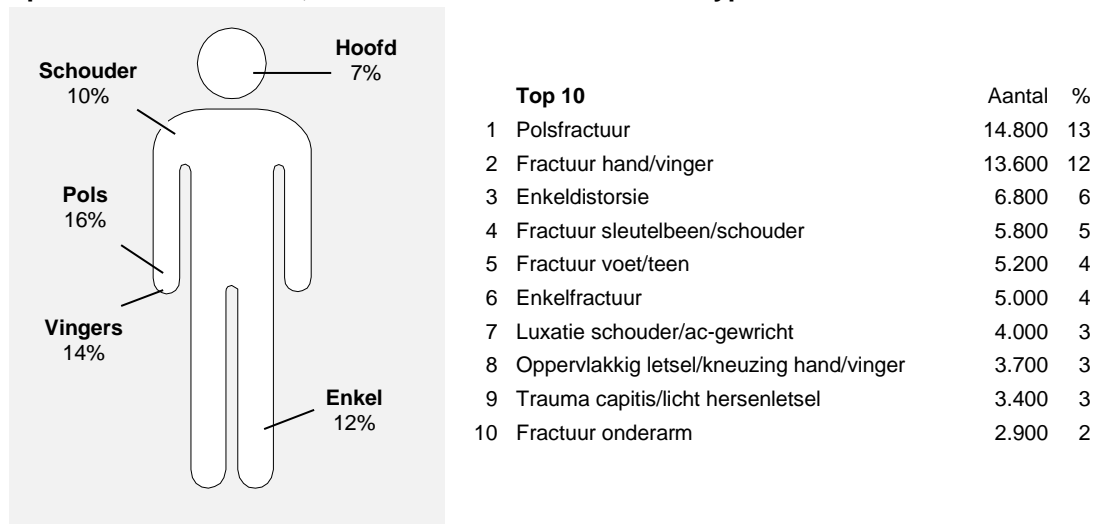 Hoofd
7%
Schouder
10%
Pols
16%
Vingers
14%
Enkel
12%
Top 10 Aantal %
1 Polsfractuur 14.800 13
2 Fractuur hand/vinger 13.600 12
3 Enkeldistorsie 6.800 6
4 Fractuur sleutelbeen/schouder 5.800 5
5 Fractuur voet/teen 5.200 4
6 Enkelfractuur 5.000 4
7 Luxatie schouder/ac-gewricht 4.000 3
8 Oppervlakkig letsel/kneuzing hand/vinger 3.700 3
9 Trauma capitis/licht hersenletsel 3.400 3
10 Fractuur onderarm 2.900 2